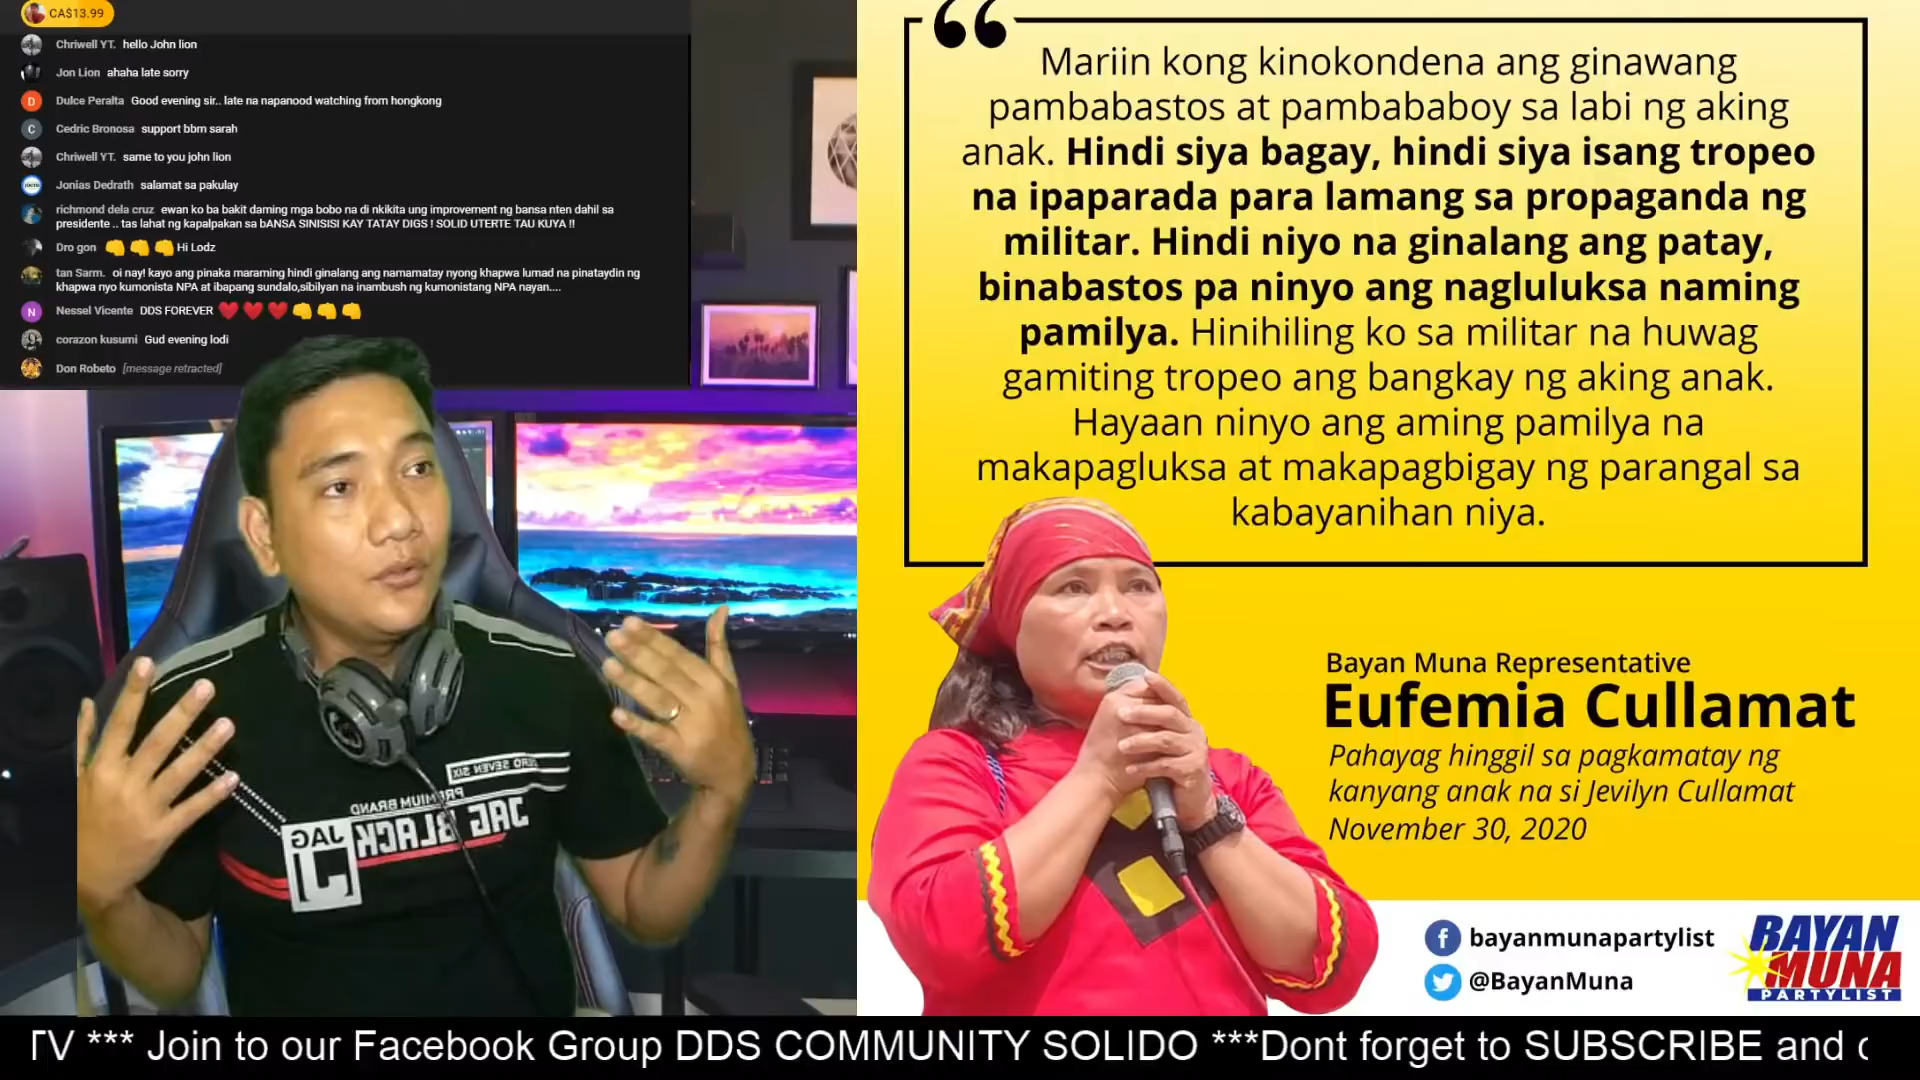 CA$13.99
Chriwell YT. hello John lion
Jon Lion ahaha late sorry
D Dulce Peralta Good evening sir.. late na napanood watching from hongkong
C Cedric Bronosa support bbm sarah
Chriwell YT. same to you john lion
Jonias Dedrath salamat sa pakulay
richmond dela cruz ewan ko ba bakit daming mga bobo na di nkikita ung improvement ng bansa nten dahil sa
presidente .. tas lahat ng kapalpakan sa bANSA SINISISI KAY TATAY DIGS ! SOLID UTERTE TAU KUYA !!
Dro gon 👊👊👊Hi Lodz
tan Sarm. oi nay! kayo ang pinaka maraming hindi ginalang ang namamatay nyong khapwa lumad na pinataydin ng
khapwa nyo kumonista NPA at ibapang sundalo,sibilyan na inambush ng kumonistang NPA nayan....
N Nessel Vicente DDS FOREVER ❤❤❤👊👊👊
corazon kusumi Gud evening lodi
Don Robeto [message retracted]
ZERO SEVEN SIX
PREMIUM BRAND
JAG BLACK JAG
JAG
J
“
Mariin kong kinokondena ang ginawang
pambabastos at pambababoy sa labi ng aking
anak. Hindi siya bagay, hindi siya isang tropeo
na ipaparada para lamang sa propaganda ng
militar. Hindi niyo na ginalang ang patay,
binabastos pa ninyo ang nagluluksa naming
pamilya. Hinihiling ko sa militar na huwag
gamiting tropeo ang bangkay ng aking anak.
Hayaan ninyo ang aming pamilya na
makapagluksa at makapagbigay ng parangal sa
kabayanihan niya.
Bayan Muna Representative
Eufemia Cullamat
Pahayag hinggil sa pagkamatay ng
kanyang anak na si Jevilyn Cullamat
November 30, 2020
f bayanmunapartylist
@BayanMuna
BAYAN
MUNA
PARTYLIST
TV *** Join to our Facebook Group DDS COMMUNITY SOLIDO ***Dont forget to SUBSCRIBE and